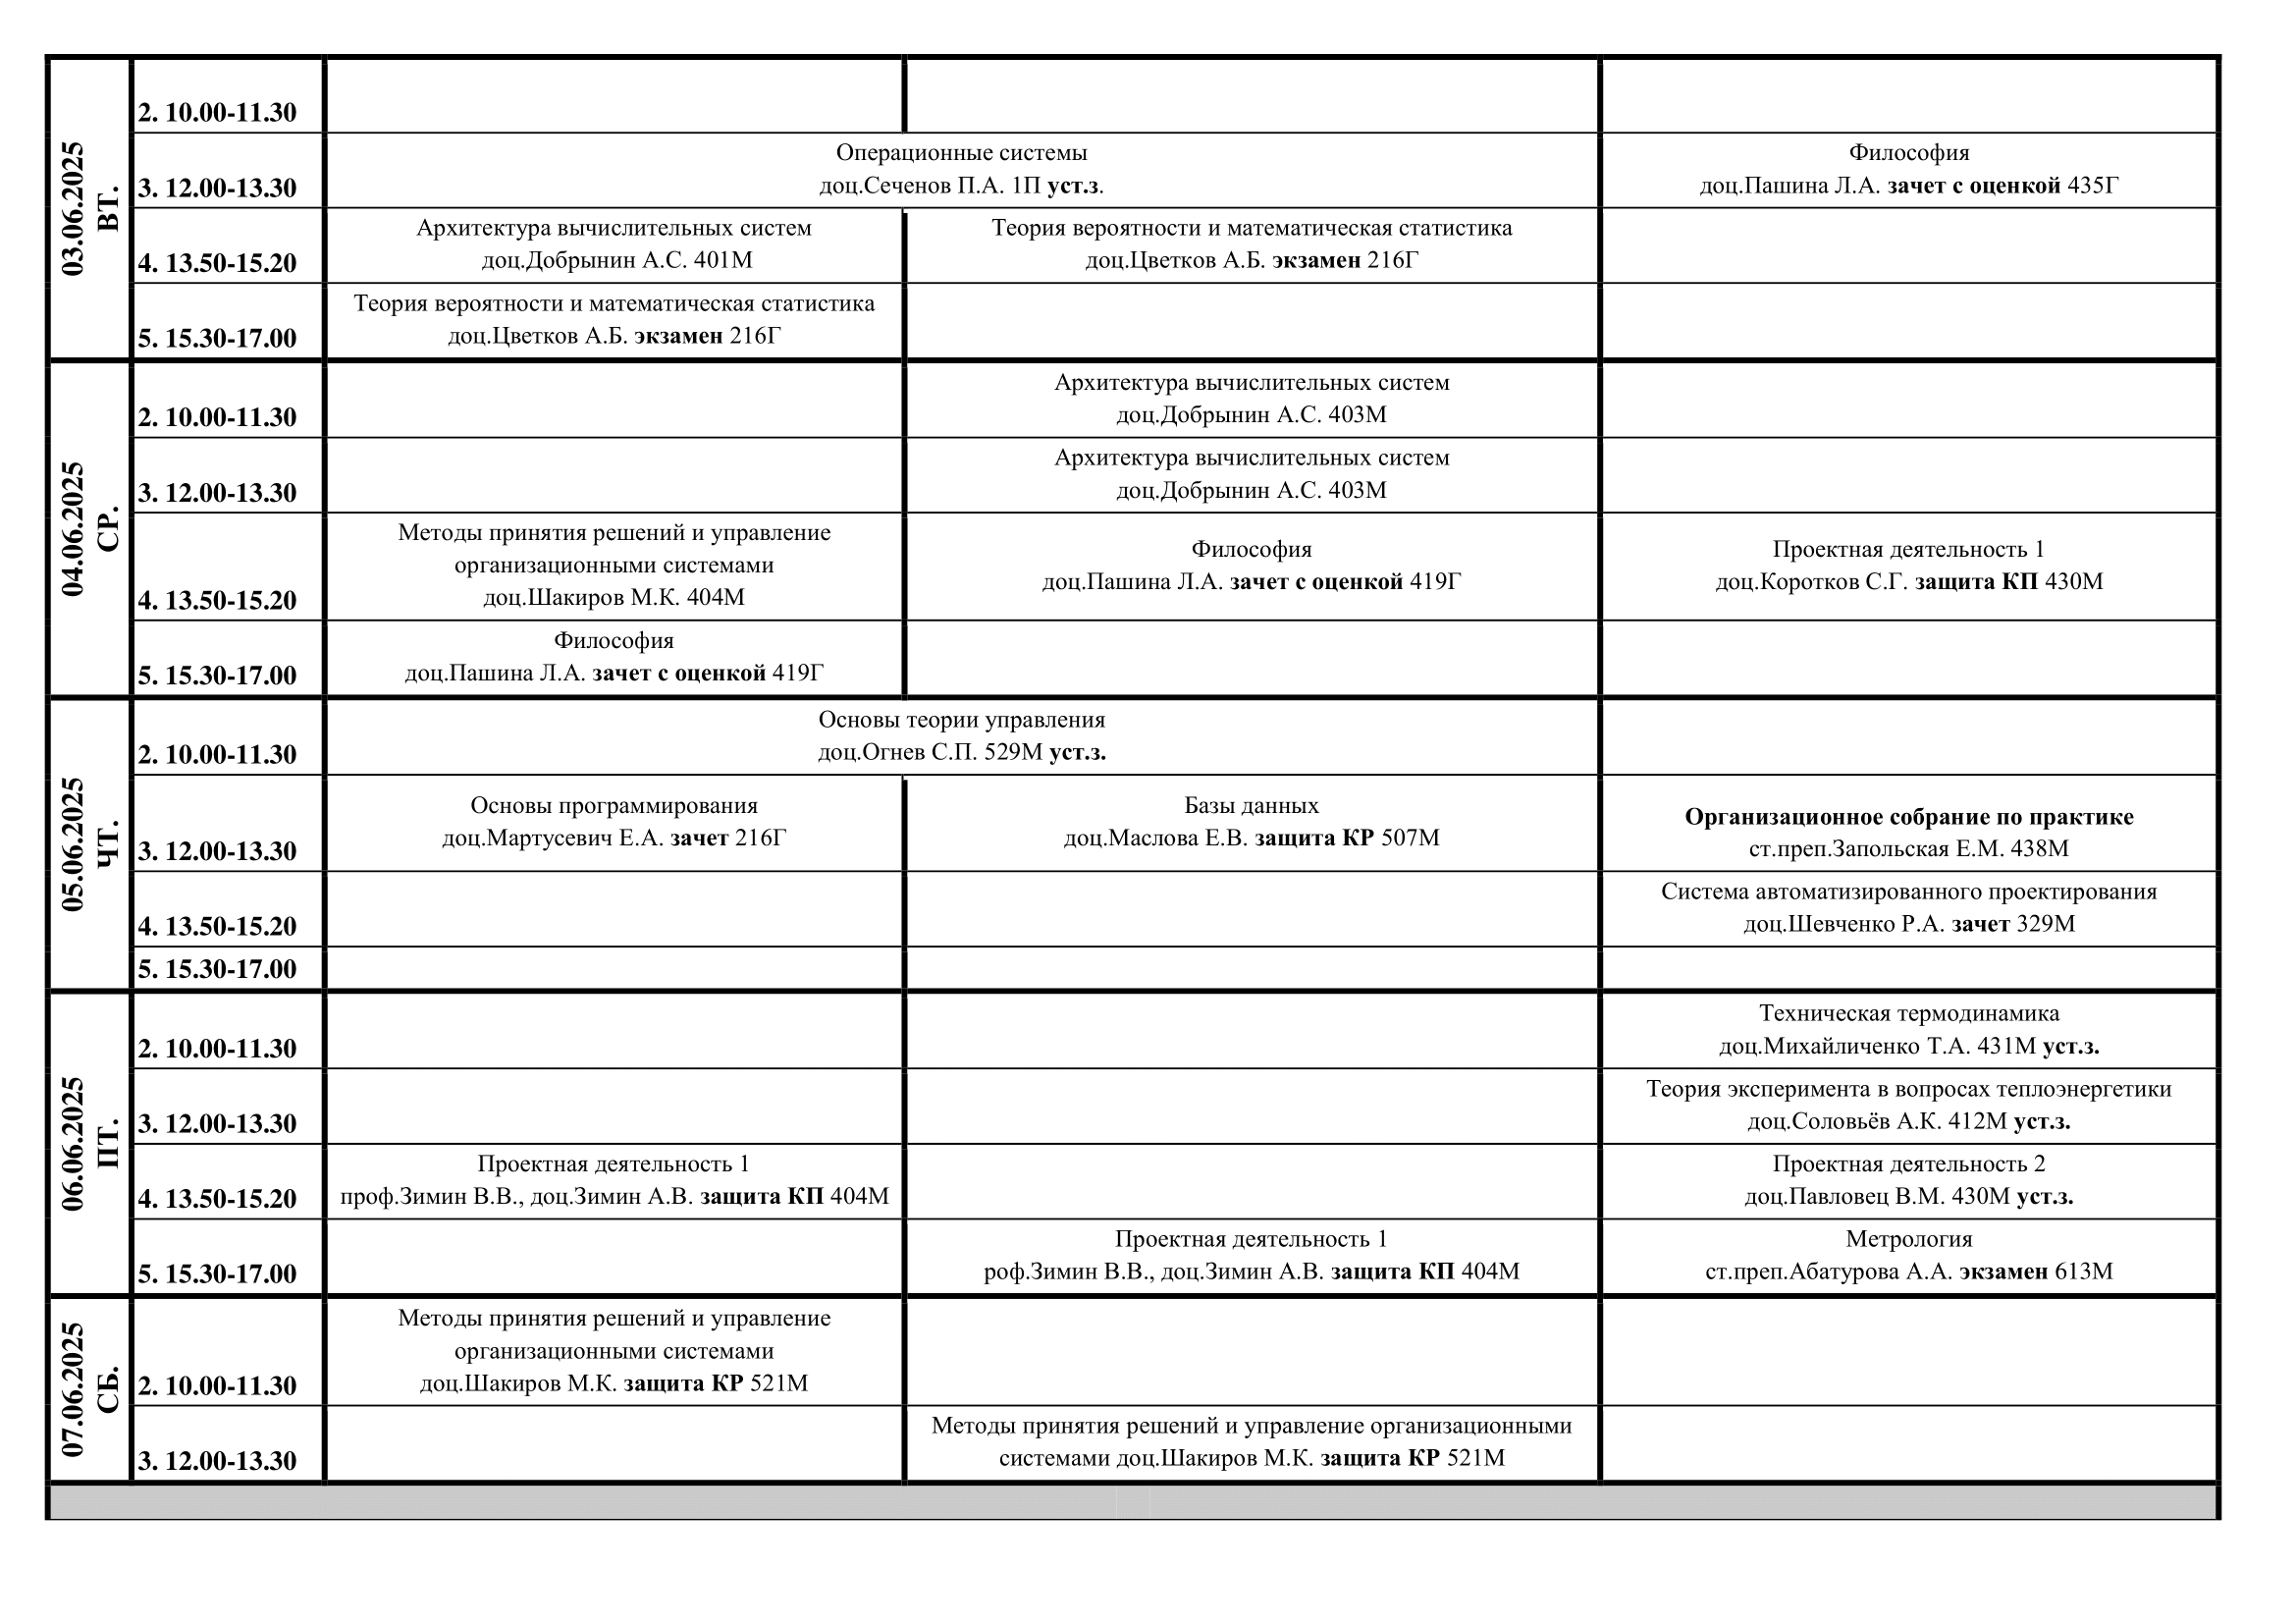 03.06.2025
ВТ.
2. 10.00-11.30
3. 12.00-13.30
Операционные системы
доц.Сеченов П.А. 1П уст.з.
Философия
доц.Пашина Л.А. зачет с оценкой 435Г
4. 13.50-15.20
Архитектура вычислительных систем
доц.Добрынин А.С. 401М
Теория вероятности и математическая статистика
доц.Цветков А.Б. экзамен 216Г
5. 15.30-17.00
Теория вероятности и математическая статистика
доц.Цветков А.Б. экзамен 216Г
04.06.2025
СР.
2. 10.00-11.30
Архитектура вычислительных систем
доц.Добрынин А.С. 403М
3. 12.00-13.30
Архитектура вычислительных систем
доц.Добрынин А.С. 403М
4. 13.50-15.20
Методы принятия решений и управление
организационными системами
доц.Шакиров М.К. 404М
Философия
доц.Пашина Л.А. зачет с оценкой 419Г
Проектная деятельность 1
доц.Коротков С.Г. защита КП 430М
5. 15.30-17.00
Философия
доц.Пашина Л.А. зачет с оценкой 419Г
05.06.2025
ЧТ.
2. 10.00-11.30
Основы теории управления
доц.Огнев С.П. 529М уст.з.
3. 12.00-13.30
Основы программирования
доц.Мартусевич Е.А. зачет 216Г
Базы данных
доц.Маслова Е.В. защита КР 507М
Организационное собрание по практике
ст.преп.Запольская Е.М. 438М
4. 13.50-15.20
Система автоматизированного проектирования
доц.Шевченко Р.А. зачет 329М
5. 15.30-17.00
06.06.2025
ПТ.
2. 10.00-11.30
Техническая термодинамика
доц.Михайличенко Т.А. 431М уст.з.
3. 12.00-13.30
Теория эксперимента в вопросах теплоэнергетики
доц.Соловьёв А.К. 412М уст.з.
4. 13.50-15.20
Проектная деятельность 1
проф.Зимин В.В., доц.Зимин А.В. защита КП 404М
Проектная деятельность 2
доц.Павловец В.М. 430М уст.з.
5. 15.30-17.00
Проектная деятельность 1
роф.Зимин В.В., доц.Зимин А.В. защита КП 404М
Метрология
ст.преп.Абатурова А.А. экзамен 613М
07.06.2025
СБ.
2. 10.00-11.30
Методы принятия решений и управление
организационными системами
доц.Шакиров М.К. защита КР 521М
3. 12.00-13.30
Методы принятия решений и управление организационными
системами доц.Шакиров М.К. защита КР 521М